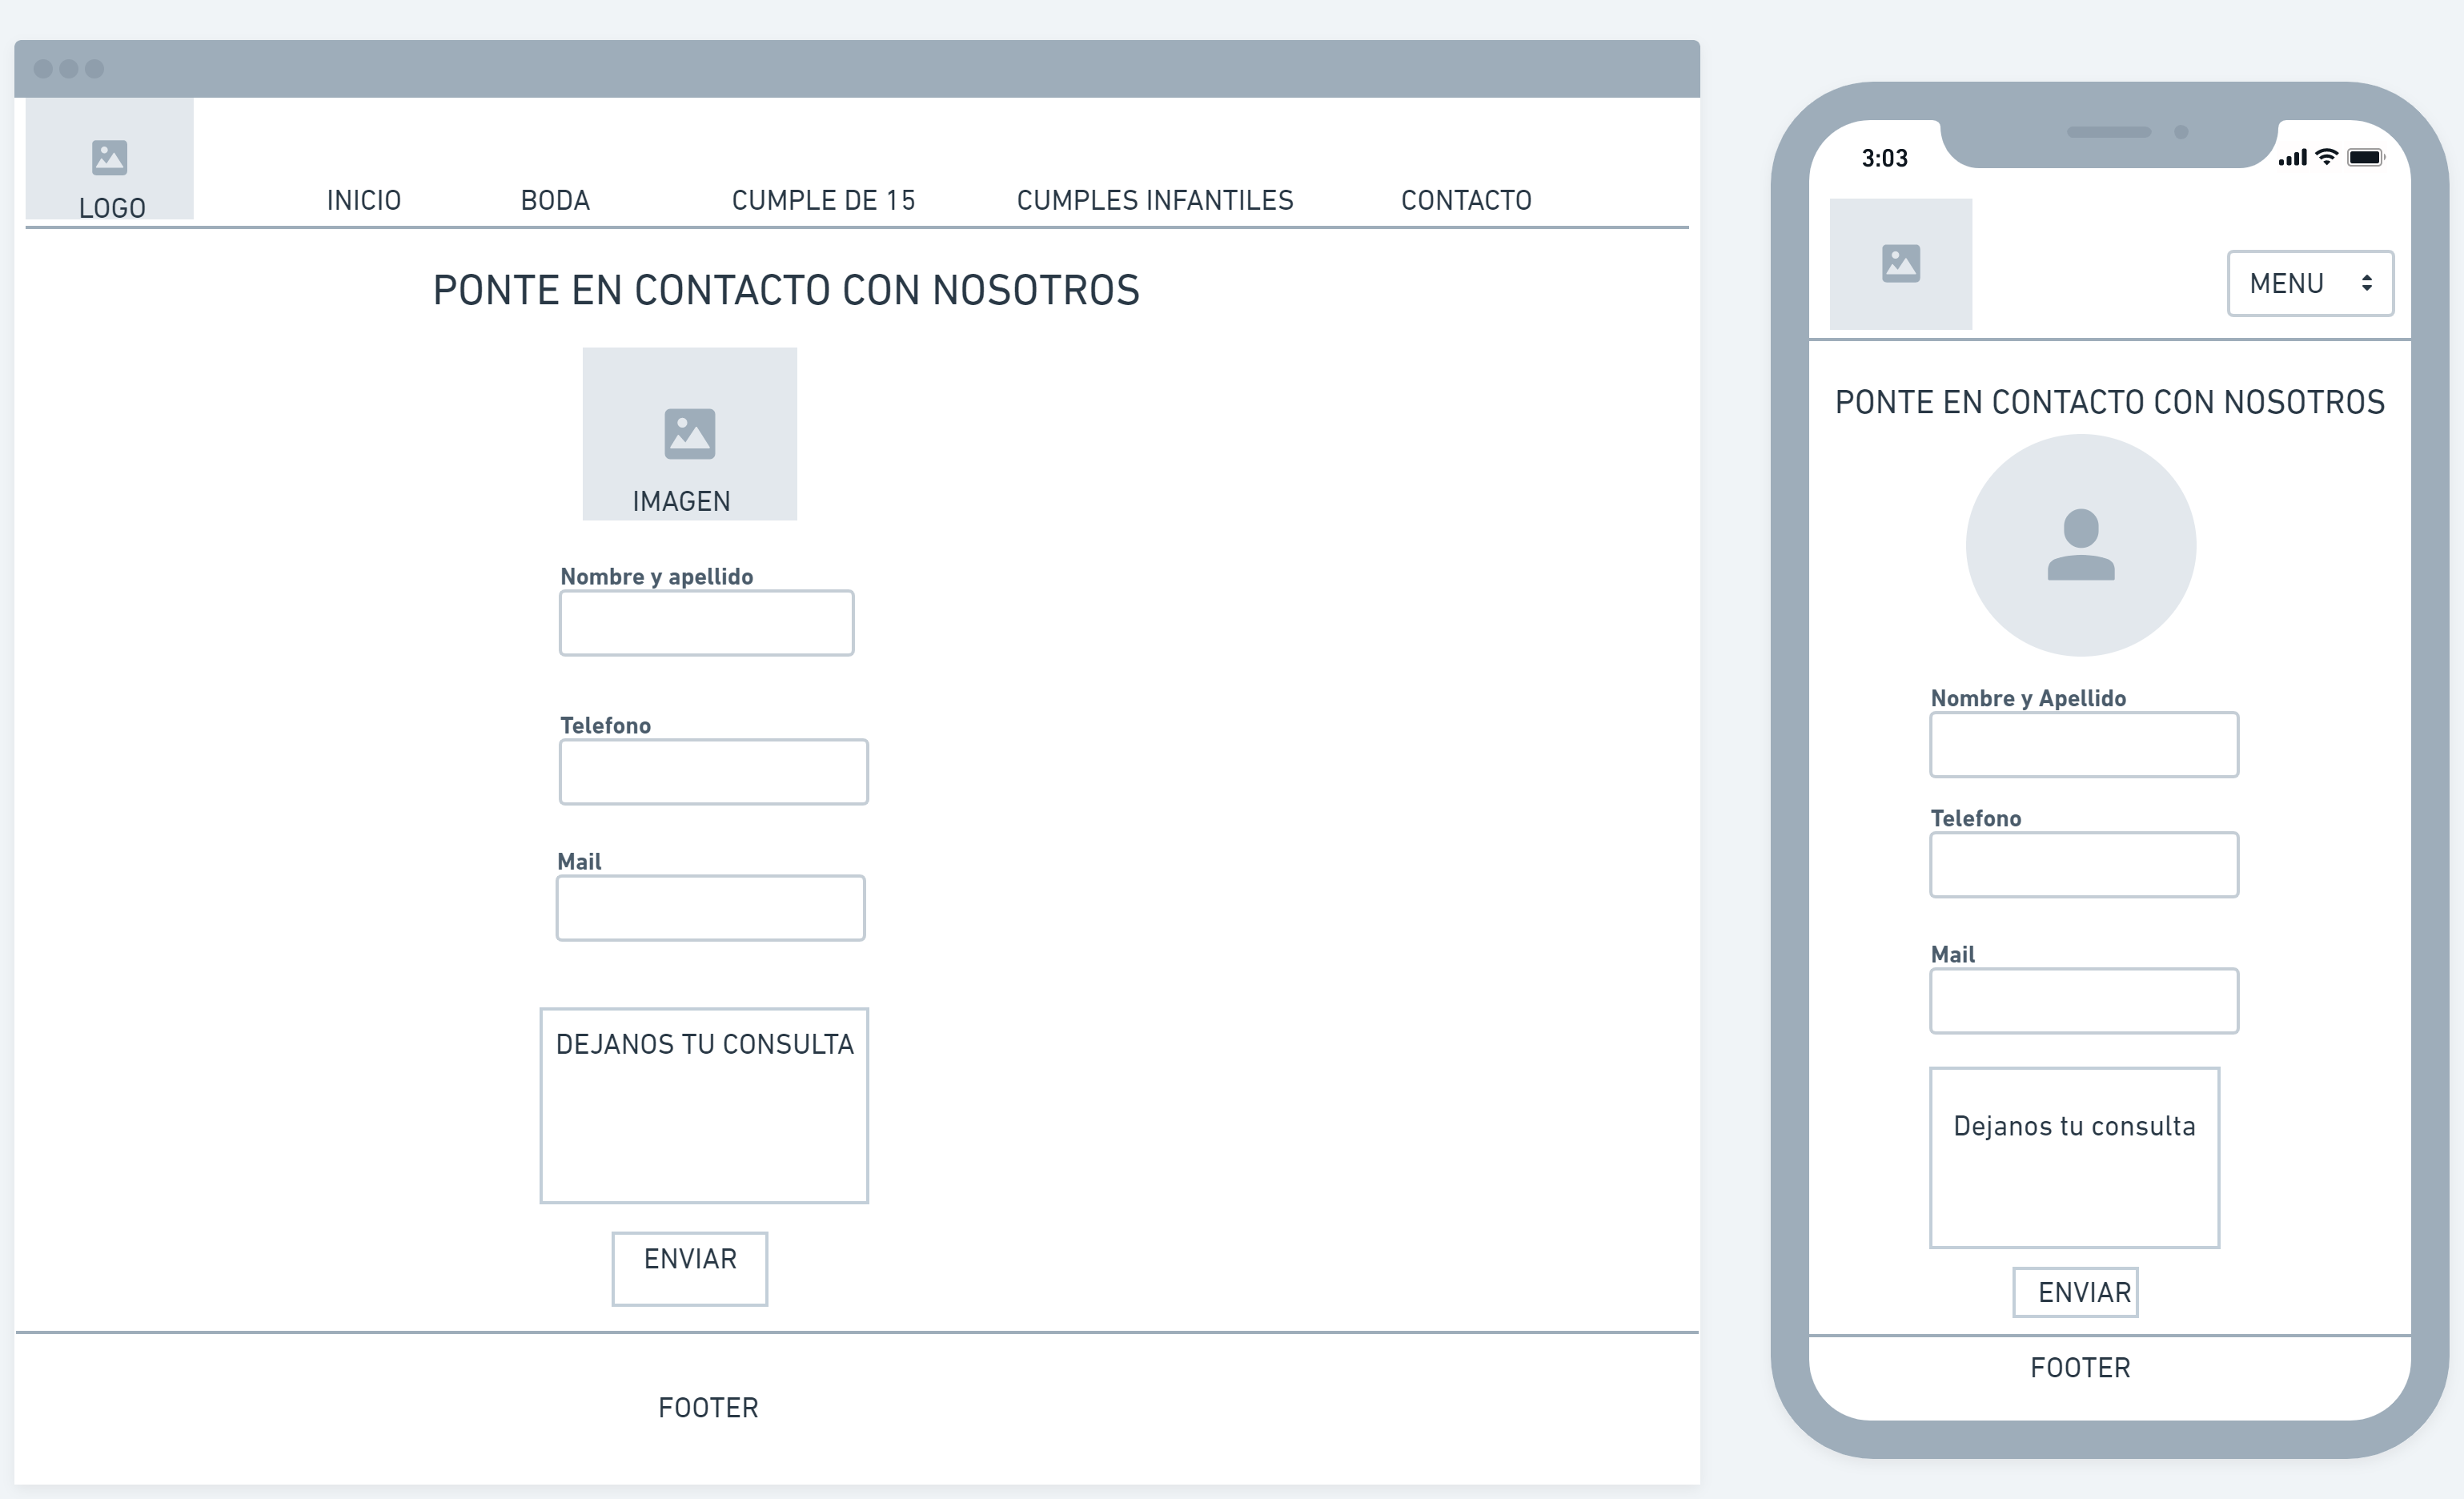 LOGO
INICIO
BODA
CUMPLE DE 15
CUMPLES INFANTILES
CONTACTO
PONTE EN CONTACTO CON NOSOTROS
IMAGEN
Nombre y apellido
Telefono
Mail
DEJANOS TU CONSULTA
ENVIAR
FOOTER
3:03
MENU
PONTE EN CONTACTO CON NOSOTROS
Nombre y Apellido
Telefono
Mail
Dejanos tu consulta
ENVIAR
FOOTER